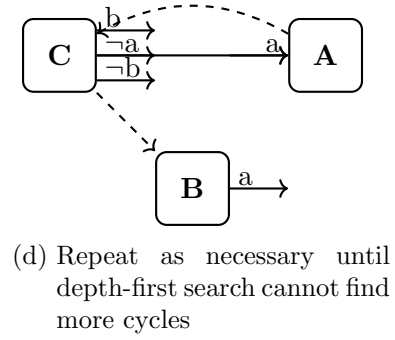 b
C ¬a a A
¬b
B a
(d) Repeat as necessary until
depth-first search cannot find
more cycles